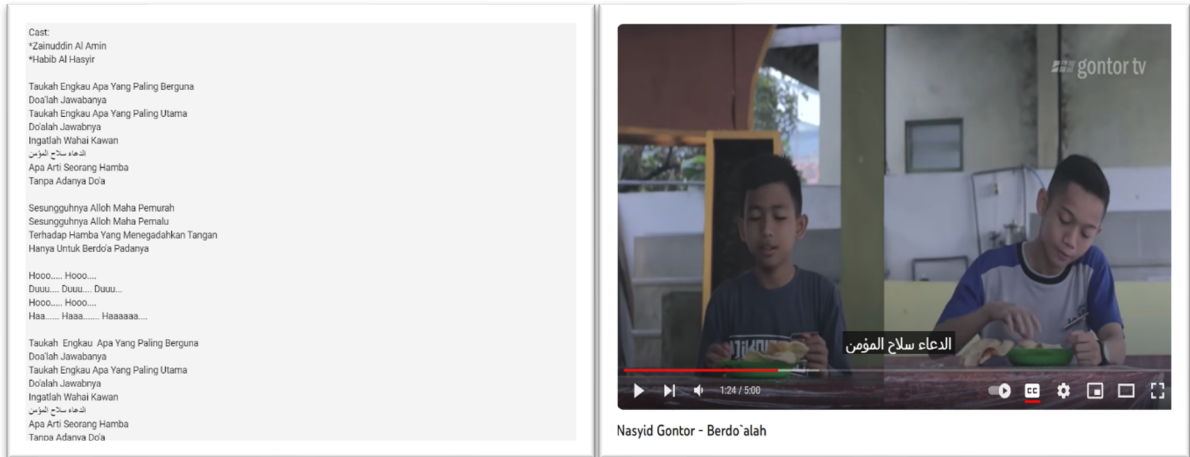 Cast:
*Zainuddin Al Amin
*Habib Al Hasyir
Taukah Engkau Apa Yang Paling Berguna
Doa'lah Jawabanya
Taukah Engkau Apa Yang Paling Utama
Do'alah Jawabnya
Ingatlah Wahai Kawan
الدعاء سلاح المؤمن
Apa Arti Seorang Hamba
Tanpa Adanya Do'a
Sesungguhnya Alloh Maha Pemurah
Sesungguhnya Alloh Maha Pemalu
Terhadap Hamba Yang Menegadahkan Tangan
Hanya Untuk Berdo'a Padanya
Hooo..... Hooo....
Duuu.... Duuu.... Duuu...
Hooo..... Hooo....
Haa...... Haaa....... Haaaaaa....
Taukah Engkau Apa Yang Paling Berguna
Doa'lah Jawabanya
Taukah Engkau Apa Yang Paling Utama
Do'alah Jawabnya
Ingatlah Wahai Kawan
الدعاء سلاح المؤمن
Apa Arti Seorang Hamba
Tanpa Adanya Do'a
gontor tv
الدعاء سلاح المؤمن
1:24 / 5:00
CC
Nasyid Gontor - Berdo`alah